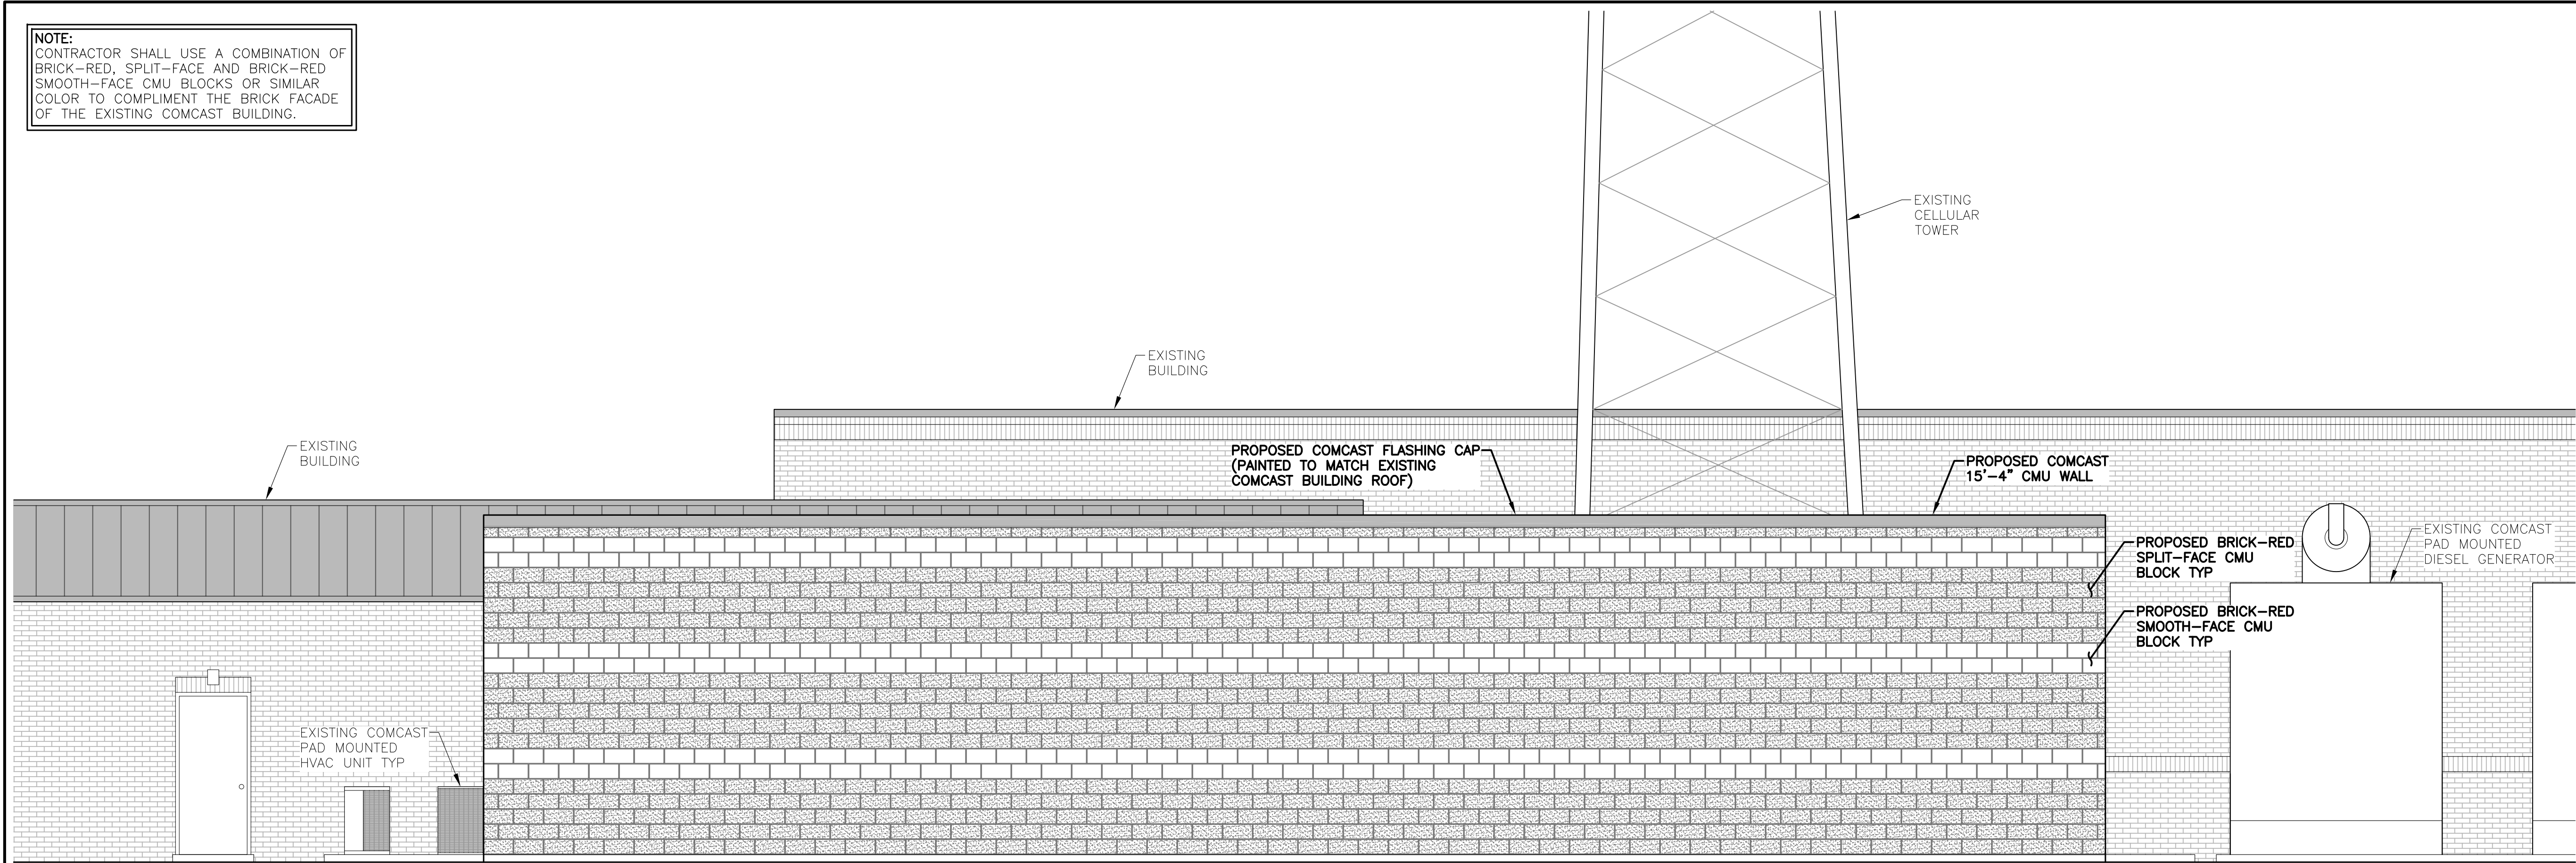 NOTE:
CONTRACTOR SHALL USE A COMBINATION OF
BRICK-RED, SPLIT-FACE AND BRICK-RED
SMOOTH-FACE CMU BLOCKS OR SIMILAR
COLOR TO COMPLIMENT THE BRICK FACADE
OF THE EXISTING COMCAST BUILDING.
EXISTING
CELLULAR
TOWER
EXISTING
BUILDING
EXISTING
BUILDING
PROPOSED COMCAST FLASHING CAP
(PAINTED TO MATCH EXISTING
COMCAST BUILDING ROOF)
PROPOSED COMCAST
15'-4" CMU WALL
EXISTING COMCAST
PAD MOUNTED
DIESEL GENERATOR
PROPOSED BRICK-RED
SPLIT-FACE CMU
BLOCK TYP
PROPOSED BRICK-RED
SMOOTH-FACE CMU
BLOCK TYP
EXISTING COMCAST
PAD MOUNTED
HVAC UNIT TYP